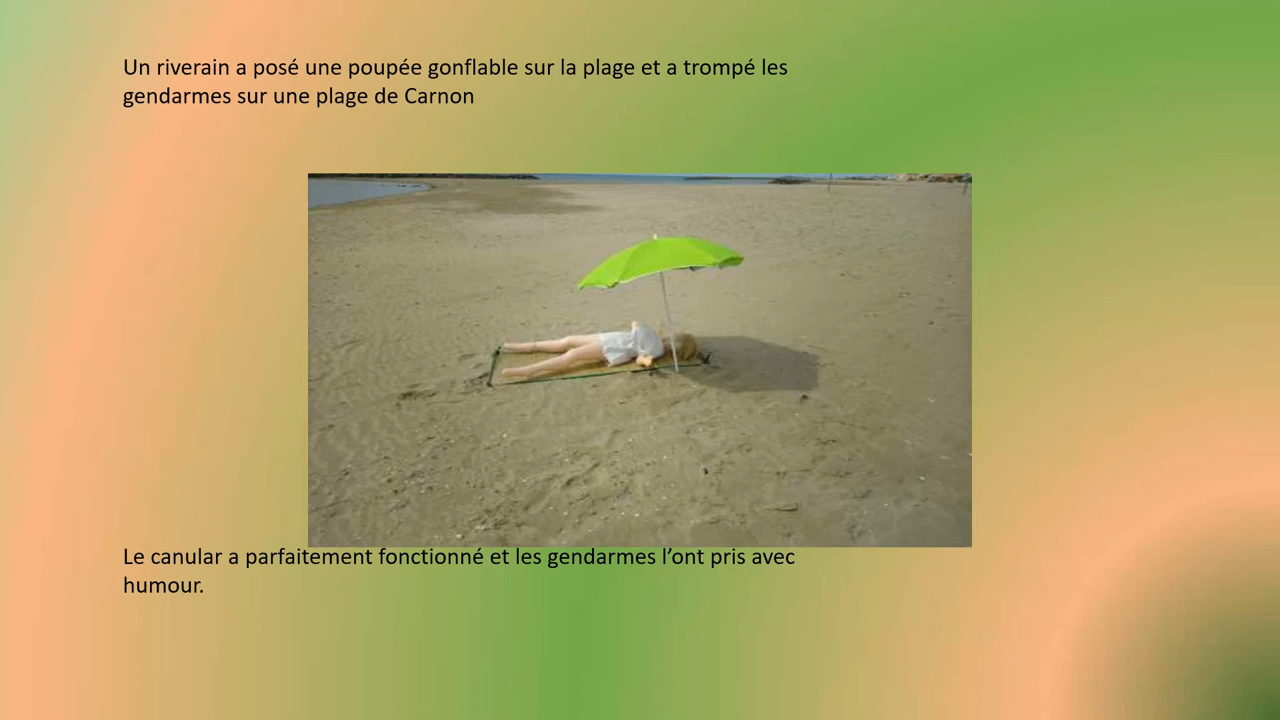 Un riverain a posé une poupée gonflable sur la plage et a trompé les
gendarmes sur une plage de Carnon
Le canular a parfaitement fonctionné et les gendarmes l’ont pris avec
humour.